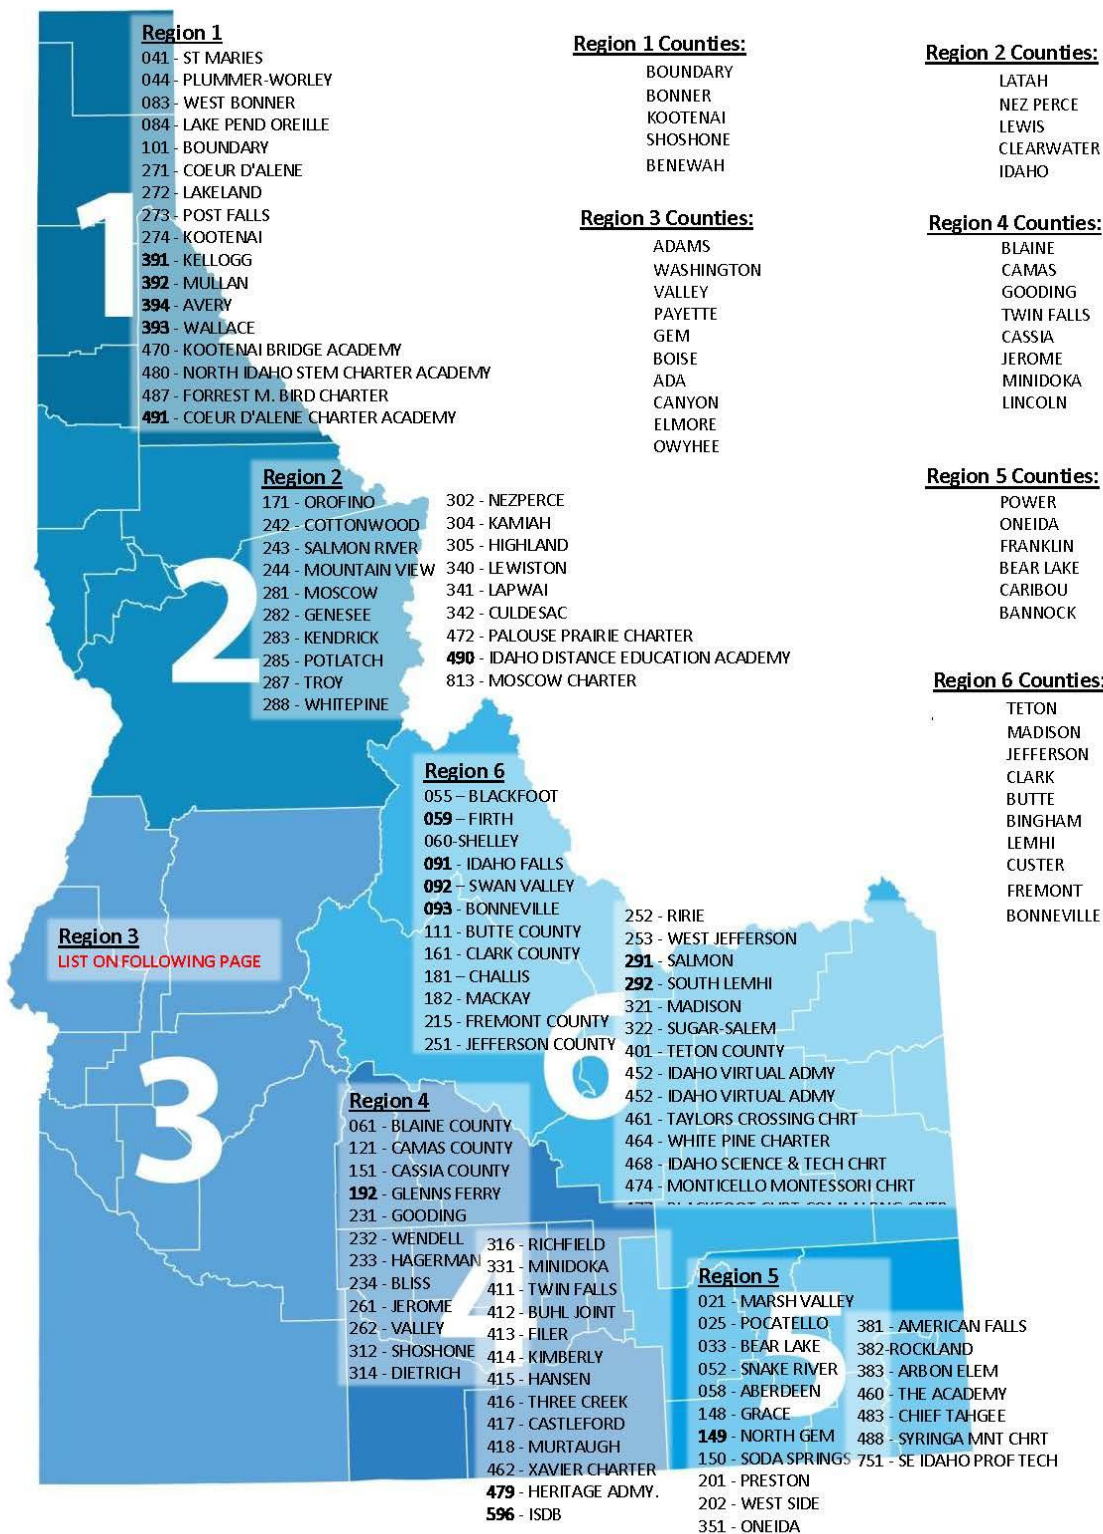 Region 1
041 - ST MARIES
044 - PLUMMER-WORLEY
083 - WEST BONNER
084 - LAKE PEND OREILLE
101 - BOUNDARY
271 - COEUR D'ALENE
272 - LAKELAND
273 - POST FALLS
274 - KOOTENAI
391 - KELLOGG
392 - MULLAN
394 - AVERY
393 - WALLACE
470 - KOOTENAI BRIDGE ACADEMY
480 - NORTH IDAHO STEM CHARTER ACADEMY
487 - FORREST M. BIRD CHARTER
491 - COEUR D'ALENE CHARTER ACADEMY
1
Region 1 Counties:
BOUNDARY
BONNER
KOOTENAI
SHOSHONE
BENEWAH
Region 2 Counties:
LATAH
NEZ PERCE
LEWIS
CLEARWATER
IDAHO
Region 3 Counties:
ADAMS
WASHINGTON
VALLEY
PAYETTE
GEM
BOISE
ADA
CANYON
ELMORE
OWYHEE
Region 4 Counties:
BLAINE
CAMAS
GOODING
TWIN FALLS
CASSIA
JEROME
MINIDOKA
LINCOLN
Region 5 Counties:
POWER
ONEIDA
FRANKLIN
BEAR LAKE
CARIBOU
BANNOCK
Region 6 Counties:
TETON
MADISON
JEFFERSON
CLARK
BUTTE
BINGHAM
LEMHI
CUSTER
FREMONT
BONNEVILLE
Region 2
171 - OROFINO
242 - COTTONWOOD
243 - SALMON RIVER
244 - MOUNTAIN VIEW
281 - MOSCOW
282 - GENESEE
283 - KENDRICK
285 - POTLATCH
287 - TROY
288 - WHITEPINE
302 - NEZPERCE
304 - KAMIAH
305 - HIGHLAND
340 - LEWISTON
341 - LAPWAI
342 - CULDESAC
472 - PALOUSE PRAIRIE CHARTER
490 - IDAHO DISTANCE EDUCATION ACADEMY
813 - MOSCOW CHARTER
2
Region 6
055 – BLACKFOOT
059 – FIRTH
060-SHELLEY
091 - IDAHO FALLS
092 – SWAN VALLEY
093 - BONNEVILLE
111 - BUTTE COUNTY
161 - CLARK COUNTY
181 – CHALLIS
182 - MACKAY
215 - FREMONT COUNTY
251 - JEFFERSON COUNTY
252 - RIRIE
253 - WEST JEFFERSON
291 - SALMON
292 - SOUTH LEMHI
321 - MADISON
322 - SUGAR-SALEM
401 - TETON COUNTY
452 - IDAHO VIRTUAL ADMY
452 - IDAHO VIRTUAL ADMY
461 - TAYLORS CROSSING CHRT
464 - WHITE PINE CHARTER
468 - IDAHO SCIENCE & TECH CHRT
474 - MONTICELLO MONTESSORI CHRT
6
Region 3
LIST ON FOLLOWING PAGE
3
Region 4
061 - BLAINE COUNTY
121 - CAMAS COUNTY
151 - CASSIA COUNTY
192 - GLENNS FERRY
231 - GOODING
232 - WENDELL
233 - HAGERMAN
234 - BLISS
261 - JEROME
262 - VALLEY
312 - SHOSHONE
314 - DIETRICH
316 - RICHFIELD
331 - MINIDOKA
411 - TWIN FALLS
412 - BUHL JOINT
413 - FILER
414 - KIMBERLY
415 - HANSEN
416 - THREE CREEK
417 - CASTLEFORD
418 - MURTAUGH
462 - XAVIER CHARTER
479 - HERITAGE ADMY.
596 - ISDB
4
Region 5
021 - MARSH VALLEY
025 - POCATELLO
033 - BEAR LAKE
052 - SNAKE RIVER
058 - ABERDEEN
148 - GRACE
149 - NORTH GEM
150 - SODA SPRINGS
201 - PRESTON
202 - WEST SIDE
351 - ONEIDA
381 - AMERICAN FALLS
382-ROCKLAND
383 - ARBON ELEM
460 - THE ACADEMY
483 - CHIEF TAHGEE
488 - SYRINGA MNT CHRT
751 - SE IDAHO PROF TECH
5